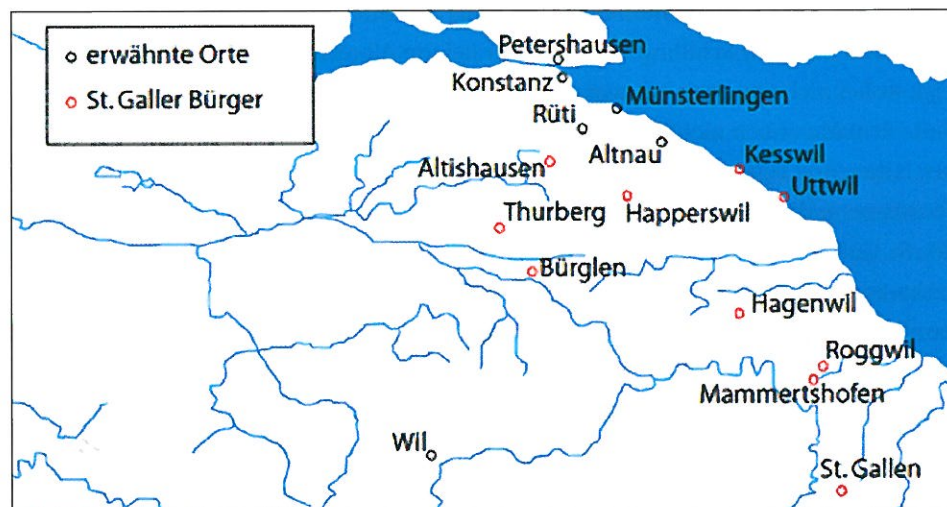 erwähnte Orte
St. Galler Bürger
Petershausen
Konstanz
Münsterlingen
Rüti
Altnau
Altishausen
Kesswil
Uttwil
Thurberg
Happerswil
Bürglen
Hagenwil
Roggwil
Mammertshofen
Wil
St. Gallen